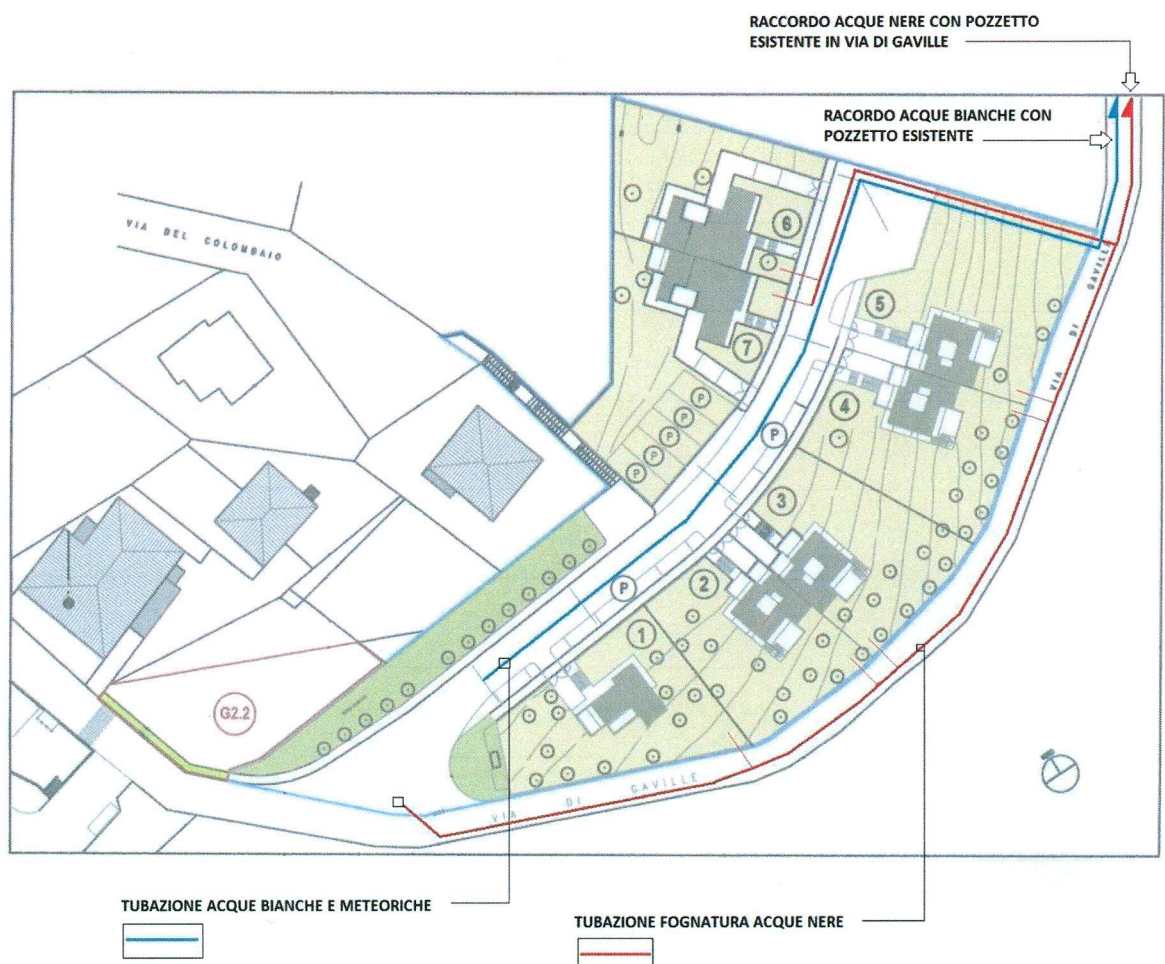 RACCORDO ACQUE NERE CON POZZETTO
ESISTENTE IN VIA DI GAVILLE
RACORDO ACQUE BIANCHE CON
POZZETTO ESISTENTE
VIA DEL COLOMBAIO
6
7
5
4
3
2
1
P
P
P
P
P
P
P
G2.2
VIA DI GAVILLE
VIA DI GAVILLE
TUBAZIONE ACQUE BIANCHE E METEORICHE
TUBAZIONE FOGNATURA ACQUE NERE